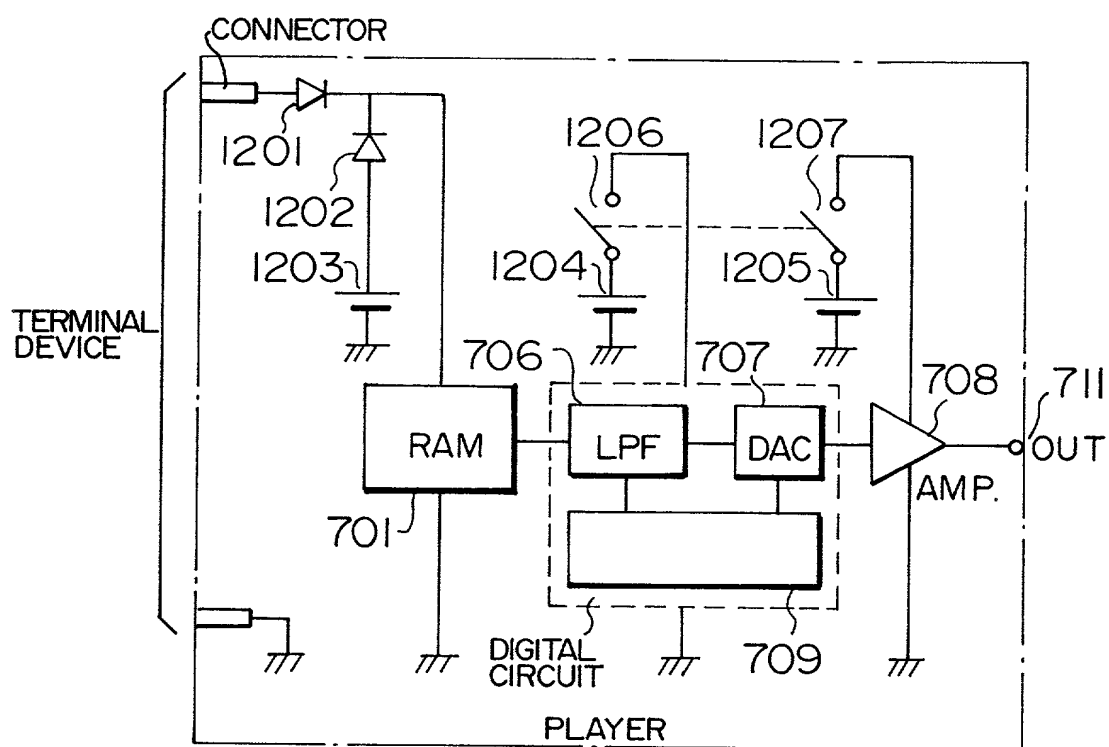 CONNECTOR
1201
1202
1203
1206
1207
1204
1205
TERMINAL
DEVICE
706
707
708
711
RAM
LPF
DAC
OUT
AMP.
701
DIGITAL
CIRCUIT
709
PLAYER